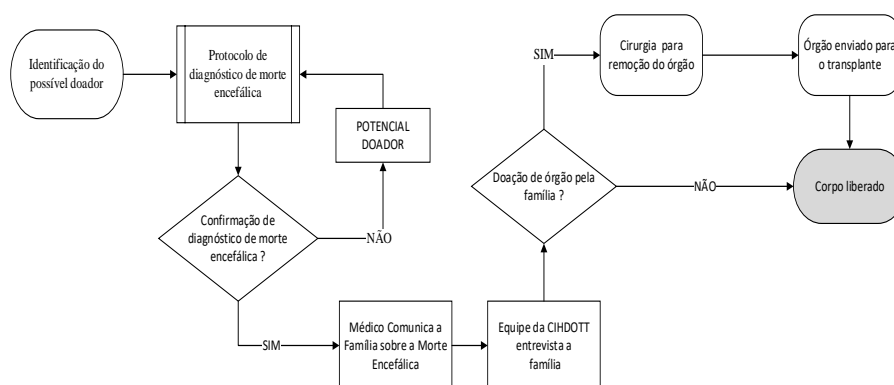 Identificação do
possível doador
Protocolo de
diagnóstico de morte
encefálica
POTENCIAL
DOADOR
Confirmação de
diagnóstico de morte
encefálica ?
NÃO
SIM
Médico Comunica a
Família sobre a Morte
Encefálica
Equipe da CIHDOTT
entrevista a
família
Doação de órgão pela
família ?
SIM
NÃO
Cirurgia para
remoção do órgão
Órgão enviado para
o transplante
Corpo liberado